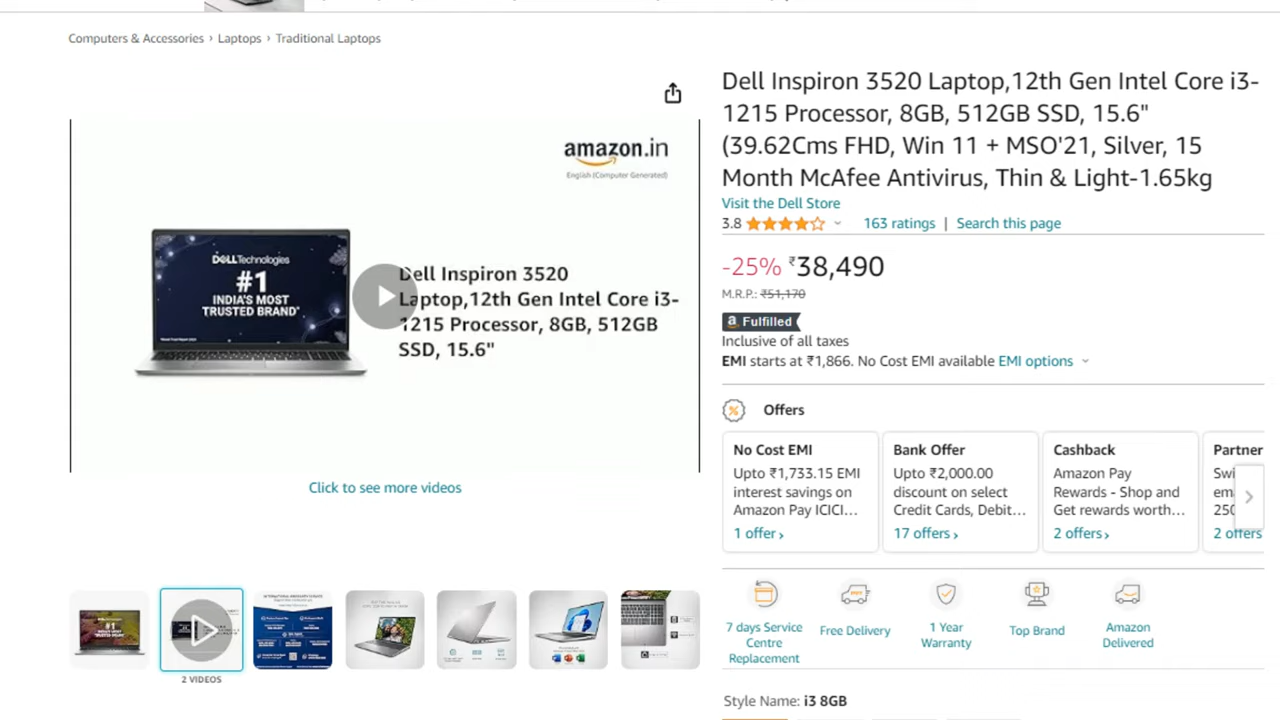 Computers & Accessories › Laptops › Traditional Laptops
amazon.in
English (Computer Generated)
DELLTechnologies
#1
INDIA'S MOST
TRUSTED BRAND*
Dell Inspiron 3520
Laptop,12th Gen Intel Core i3-
1215 Processor, 8GB, 512GB
SSD, 15.6"
Click to see more videos
2 VIDEOS
Dell Inspiron 3520 Laptop,12th Gen Intel Core i3-
1215 Processor, 8GB, 512GB SSD, 15.6"
(39.62Cms FHD, Win 11 + MSO'21, Silver, 15
Month McAfee Antivirus, Thin & Light-1.65kg
Visit the Dell Store
3.8 163 ratings | Search this page
-25% ₹38,490
M.R.P.: ₹51,170
a Fulfilled
Inclusive of all taxes
EMI starts at ₹1,866. No Cost EMI available EMI options
Offers
No Cost EMI
Upto ₹1,733.15 EMI
interest savings on
Amazon Pay ICICI…
1 offer ›
Bank Offer
Upto ₹2,000.00
discount on select
Credit Cards, Debit…
17 offers ›
Cashback
Amazon Pay
Rewards - Shop and
Get rewards worth…
2 offers ›
Partner
Swi
em
250
2 offers
7 days Service
Centre
Replacement
Free Delivery
1 Year
Warranty
Top Brand
Amazon
Delivered
Style Name: i3 8GB